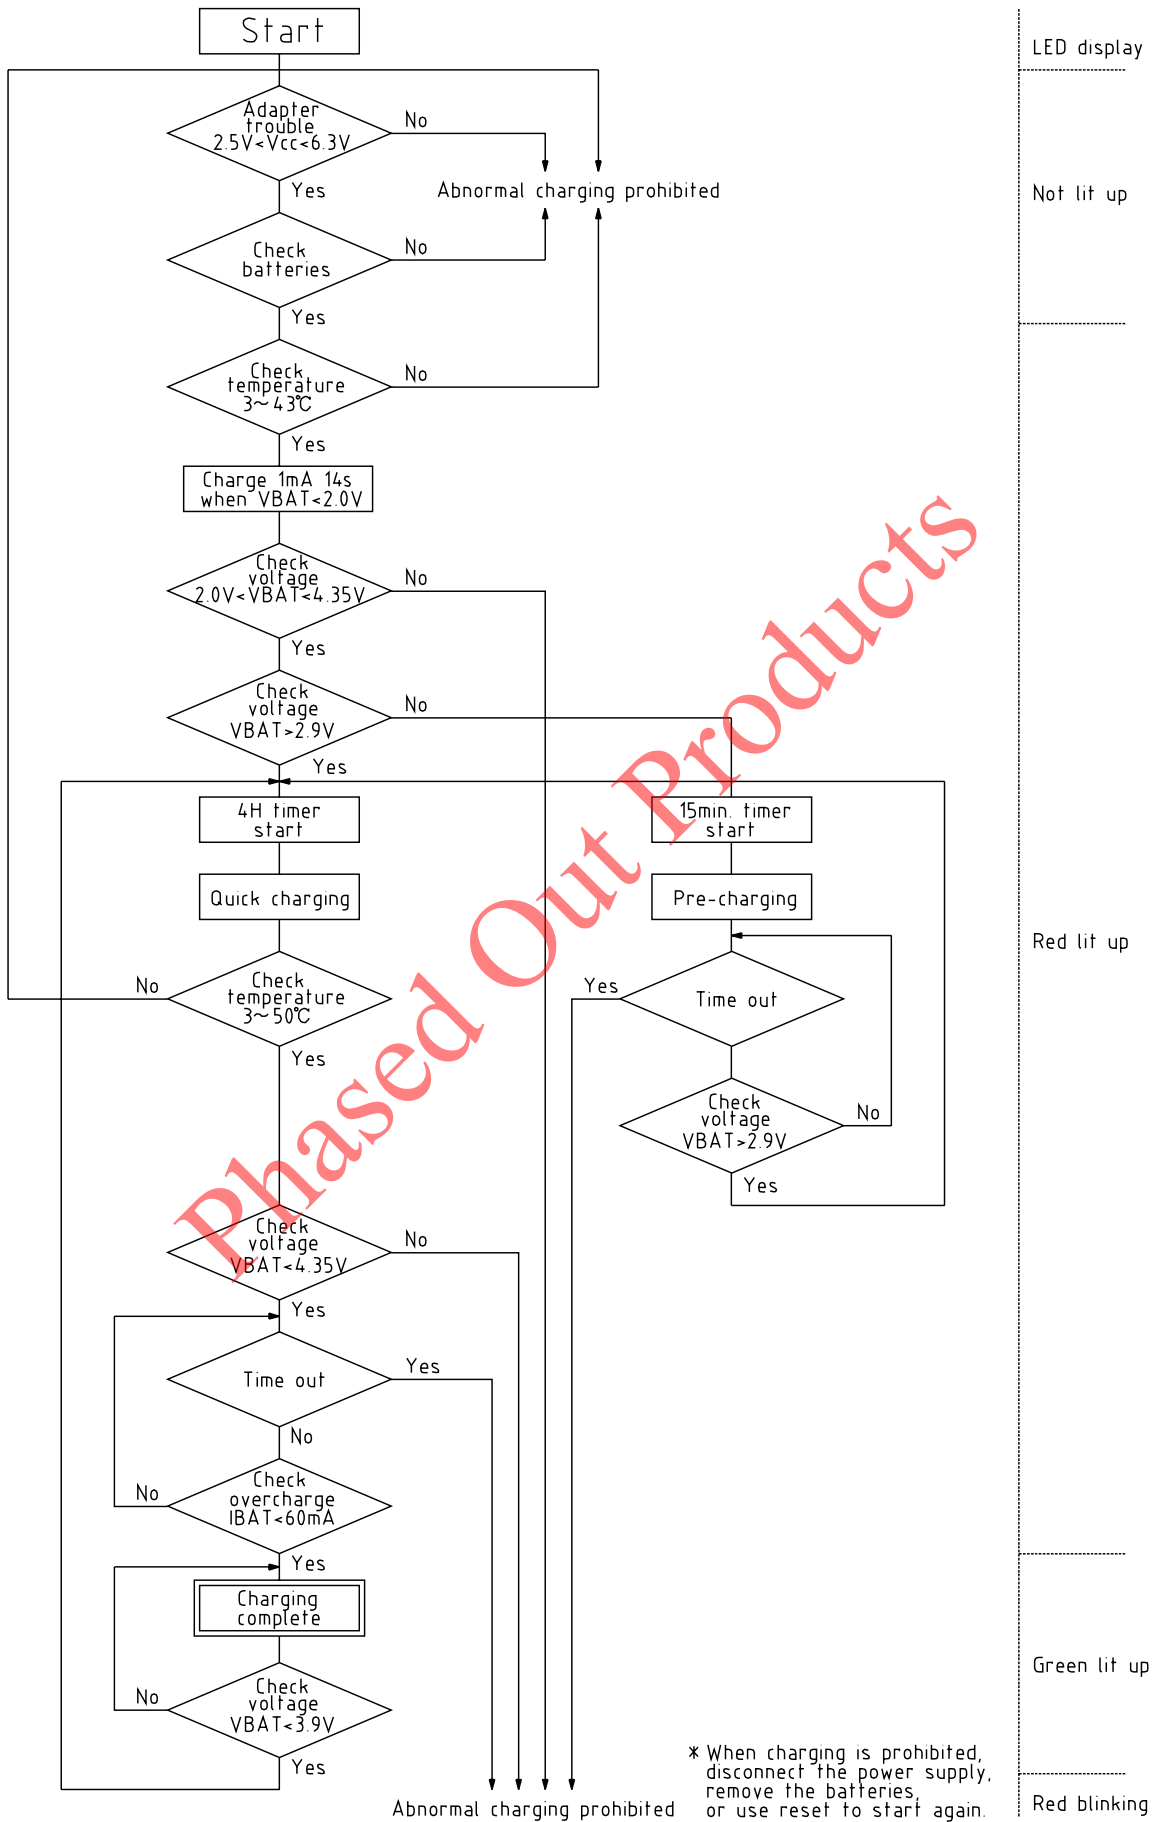 Start
LED display
Adapter
trouble
2.5V<Vcc<6.3V
No
Yes
Abnormal charging prohibited
Not lit up
Check
batteries
No
Yes
Check
temperature
3~43℃
No
Yes
Charge 1mA 14s
when VBAT<2.0V
Check
voltage
2.0V<VBAT<4.35V
No
Yes
Check
voltage
VBAT>2.9V
No
Yes
4H timer
start
15min. timer
start
Quick charging
Pre-charging
Red lit up
Check
temperature
3~50℃
No
Yes
Time out
Yes
Check
voltage
VBAT>2.9V
No
Yes
Check
voltage
VBAT<4.35V
No
Yes
Time out
Yes
No
Check
overcharge
IBAT<60mA
No
Yes
Charging
complete
Green lit up
Check
voltage
VBAT<3.9V
No
Yes
Abnormal charging prohibited
* When charging is prohibited,
disconnect the power supply,
remove the batteries,
or use reset to start again.
Red blinking
Phased Out Products